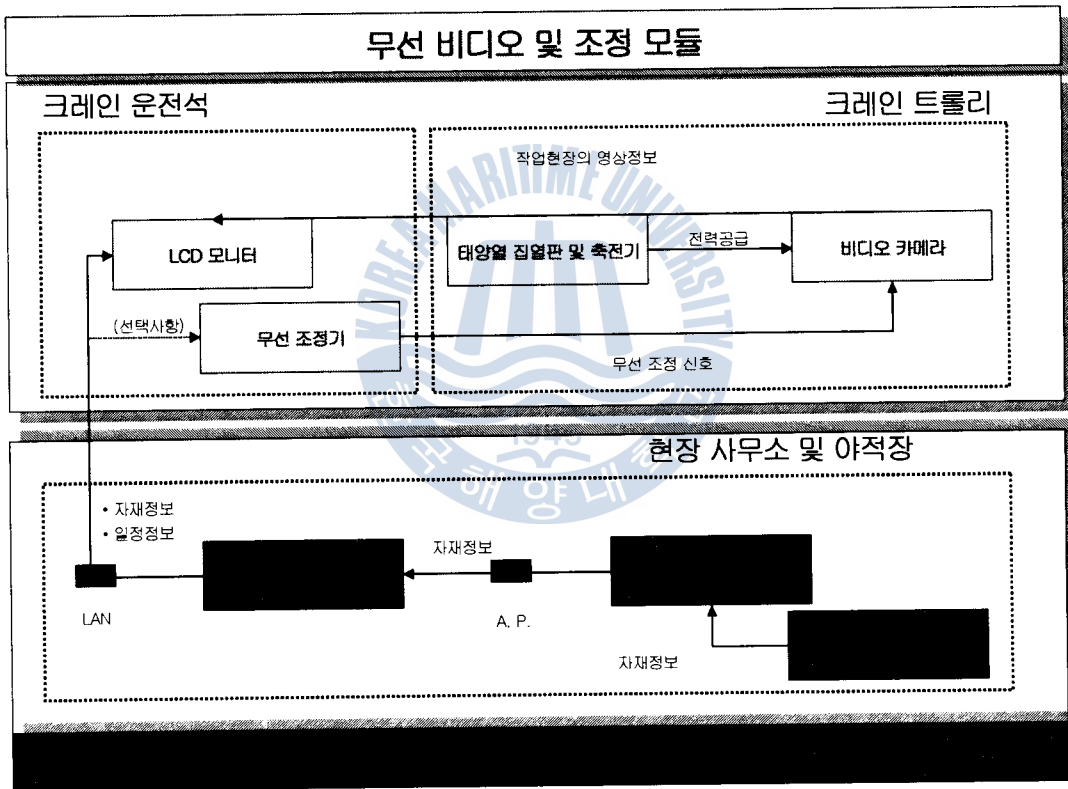 무선 비디오 및 조정 모듈
크레인 운전석
크레인 트롤리
작업현장의 영상정보
LCD 모니터
태양열 집열판 및 축전기
전력공급
비디오 카메라
(선택사항)
무선 조정기
무선 조정 신호
KOREA MARITIME UNIVERSITY
1945
현장 사무소 및 야적장
• 자재정보
• 일정정보
자재정보
LAN
A. P.
자재정보